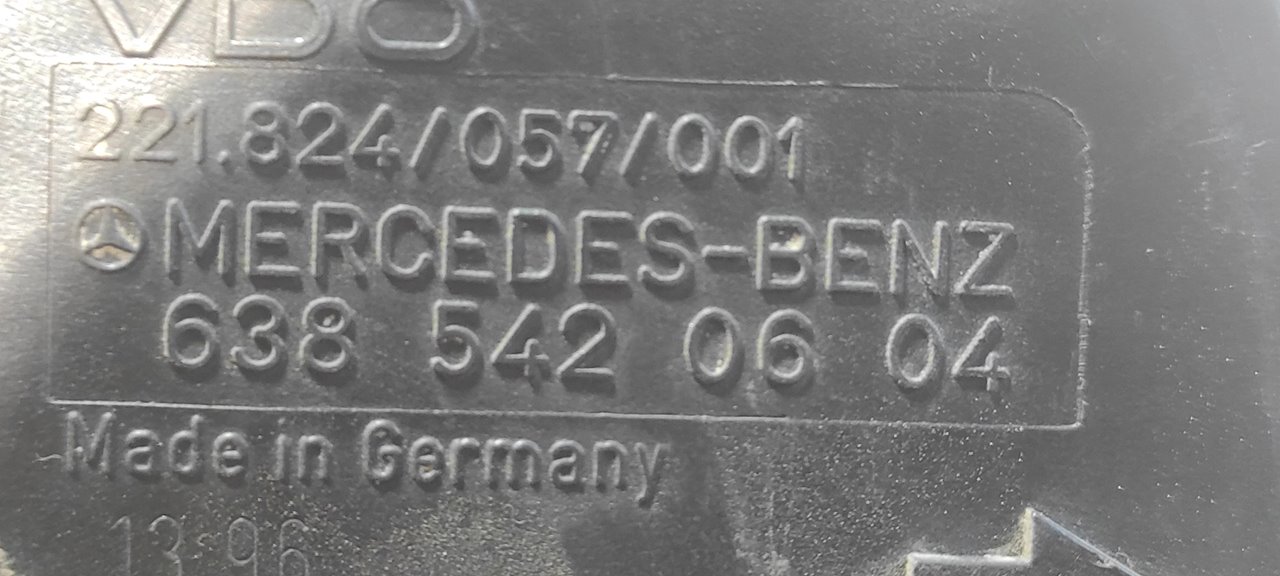 VDO
221.824/057/001
MERCEDES-BENZ
638 542 06 04
Made in Germany
13 96